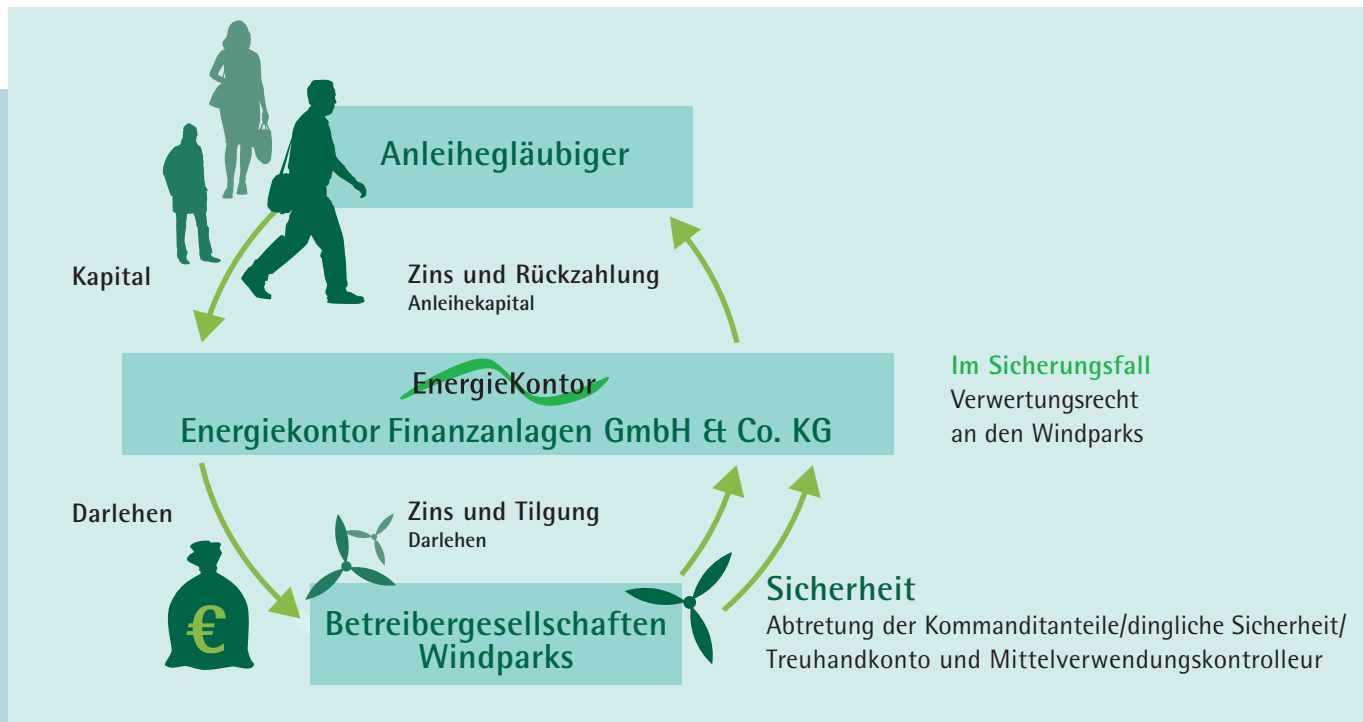 Anleihegläubiger
Kapital
Zins und Rückzahlung
Anleihekapital
EnergieKontor
Energiekontor Finanzanlagen GmbH & Co. KG
Im Sicherungsfall
Verwertungsrecht
an den Windparks
Darlehen
Zins und Tilgung
Darlehen
€
Betreibergesellschaften
Windparks
Sicherheit
Abtretung der Kommanditanteile/dingliche Sicherheit/
Treuhandkonto und Mittelverwendungskontrolleur